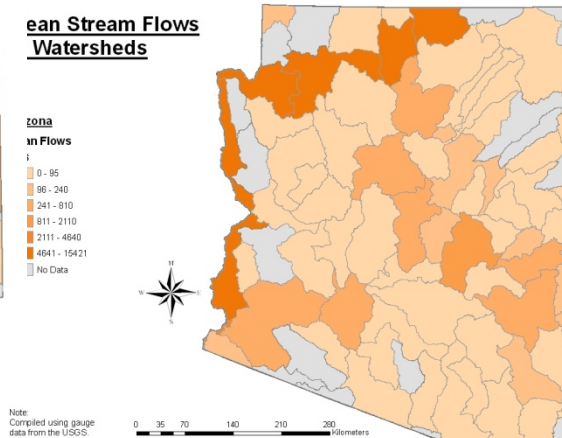 ean Stream Flows
Watersheds
zona
an Flows
0 - 95
96 - 240
241 - 810
811 - 2110
2111 - 4640
4641 - 15421
No Data
N
W E
S
Note:
Compiled using gauge
data from the USGS.
0 35 70 140 210 280
Kilometers